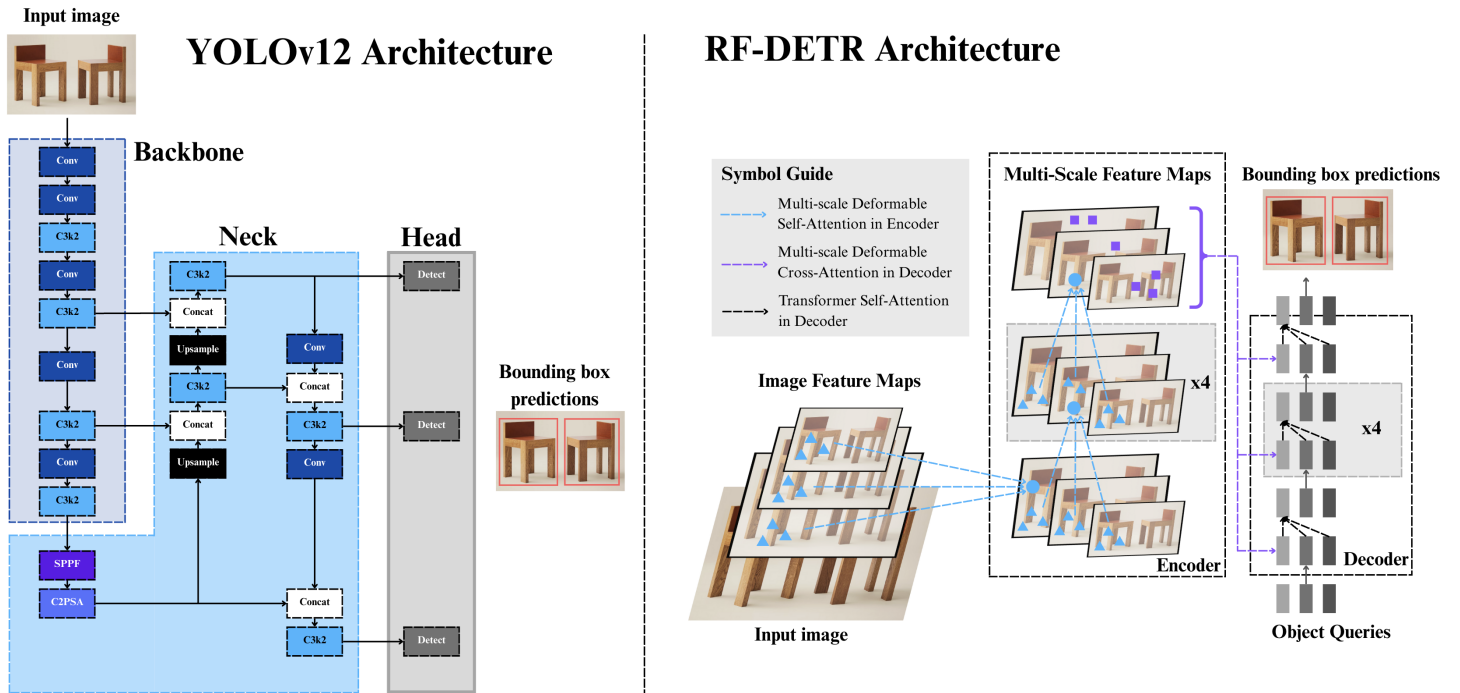 Input image
YOLOv12 Architecture
Backbone
Conv
Conv
C3k2
Conv
C3k2
Conv
C3k2
Conv
C3k2
SPPF
C2PSA
Neck
C3k2
Concat
Upsample
C3k2
Concat
Upsample
Conv
Concat
C3k2
Conv
Concat
C3k2
Head
Detect
Detect
Detect
Bounding box
predictions
RF-DETR Architecture
Symbol Guide
Multi-scale Deformable
Self-Attention in Encoder
Multi-scale Deformable
Cross-Attention in Decoder
Transformer Self-Attention
in Decoder
Image Feature Maps
Input image
Multi-Scale Feature Maps
x4
Encoder
Bounding box predictions
x4
Decoder
Object Queries